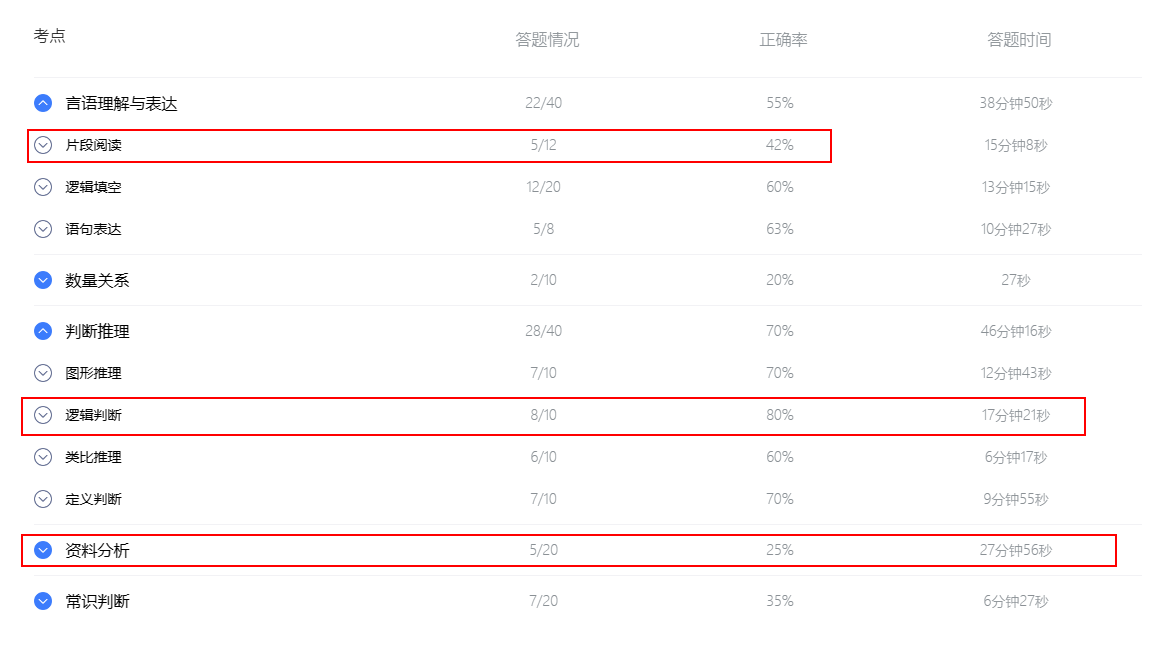 考点 答题情况 正确率 答题时间
言语理解与表达 22/40 55% 38分钟50秒
片段阅读 5/12 42% 15分钟8秒
逻辑填空 12/20 60% 13分钟15秒
语句表达 5/8 63% 10分钟27秒
数量关系 2/10 20% 27秒
判断推理 28/40 70% 46分钟16秒
图形推理 7/10 70% 12分钟43秒
逻辑判断 8/10 80% 17分钟21秒
类比推理 6/10 60% 6分钟17秒
定义判断 7/10 70% 9分钟55秒
资料分析 5/20 25% 27分钟56秒
常识判断 7/20 35% 6分钟27秒